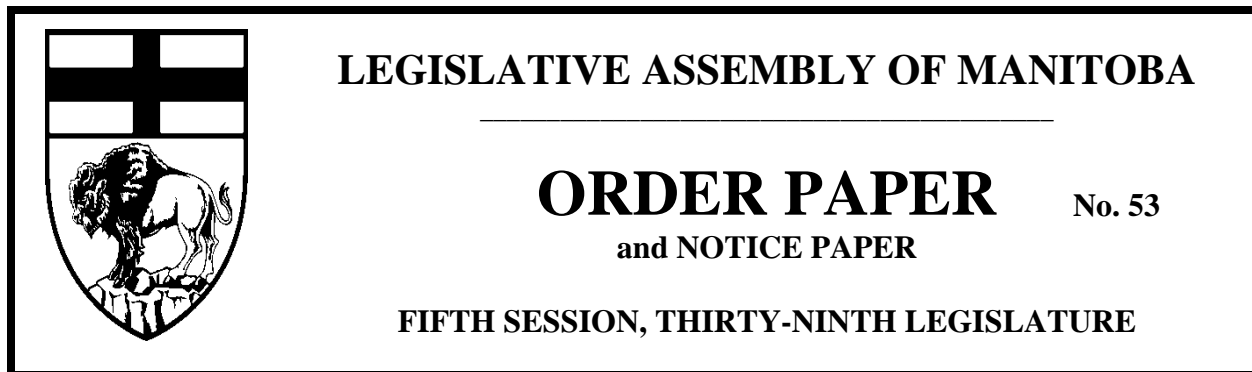 LEGISLATIVE ASSEMBLY OF MANITOBA
ORDER PAPER No. 53
and NOTICE PAPER
FIFTH SESSION, THIRTY-NINTH LEGISLATURE